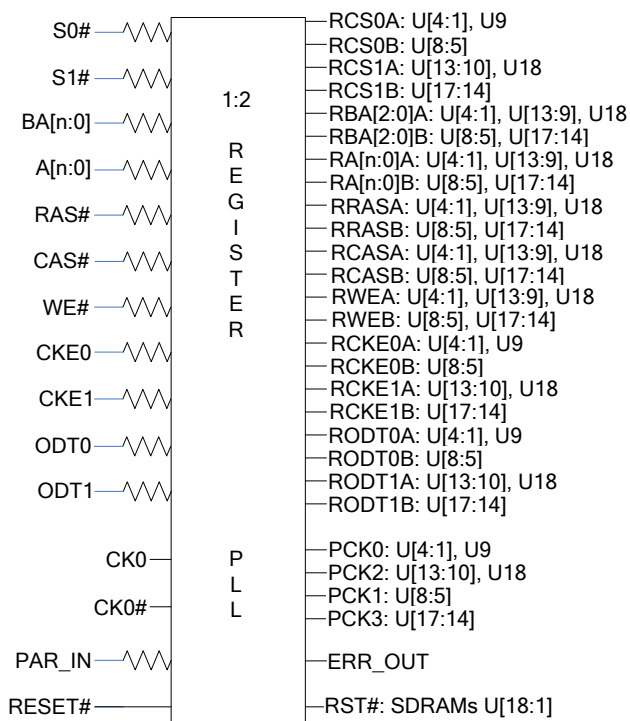 S0#
S1#
BA[n:0]
A[n:0]
RAS#
CAS#
WE#
CKE0
CKE1
ODT0
ODT1
CK0
CK0#
PAR_IN
RESET#
1:2
R
E
G
I
S
T
E
R
P
L
L
RCS0A: U[4:1], U9
RCS0B: U[8:5]
RCS1A: U[13:10], U18
RCS1B: U[17:14]
RBA[2:0]A: U[4:1], U[13:9], U18
RBA[2:0]B: U[8:5], U[17:14]
RA[n:0]A: U[4:1], U[13:9], U18
RA[n:0]B: U[8:5], U[17:14]
RRASA: U[4:1], U[13:9], U18
RRASB: U[8:5], U[17:14]
RCASA: U[4:1], U[13:9], U18
RCASB: U[8:5], U[17:14]
RWEA: U[4:1], U[13:9], U18
RWEB: U[8:5], U[17:14]
RCKE0A: U[4:1], U9
RCKE0B: U[8:5]
RCKE1A: U[13:10], U18
RCKE1B: U[17:14]
RODT0A: U[4:1], U9
RODT0B: U[8:5]
RODT1A: U[13:10], U18
RODT1B: U[17:14]
PCK0: U[4:1], U9
PCK2: U[13:10], U18
PCK1: U[8:5]
PCK3: U[17:14]
ERR_OUT
RST#: SDRAMs U[18:1]